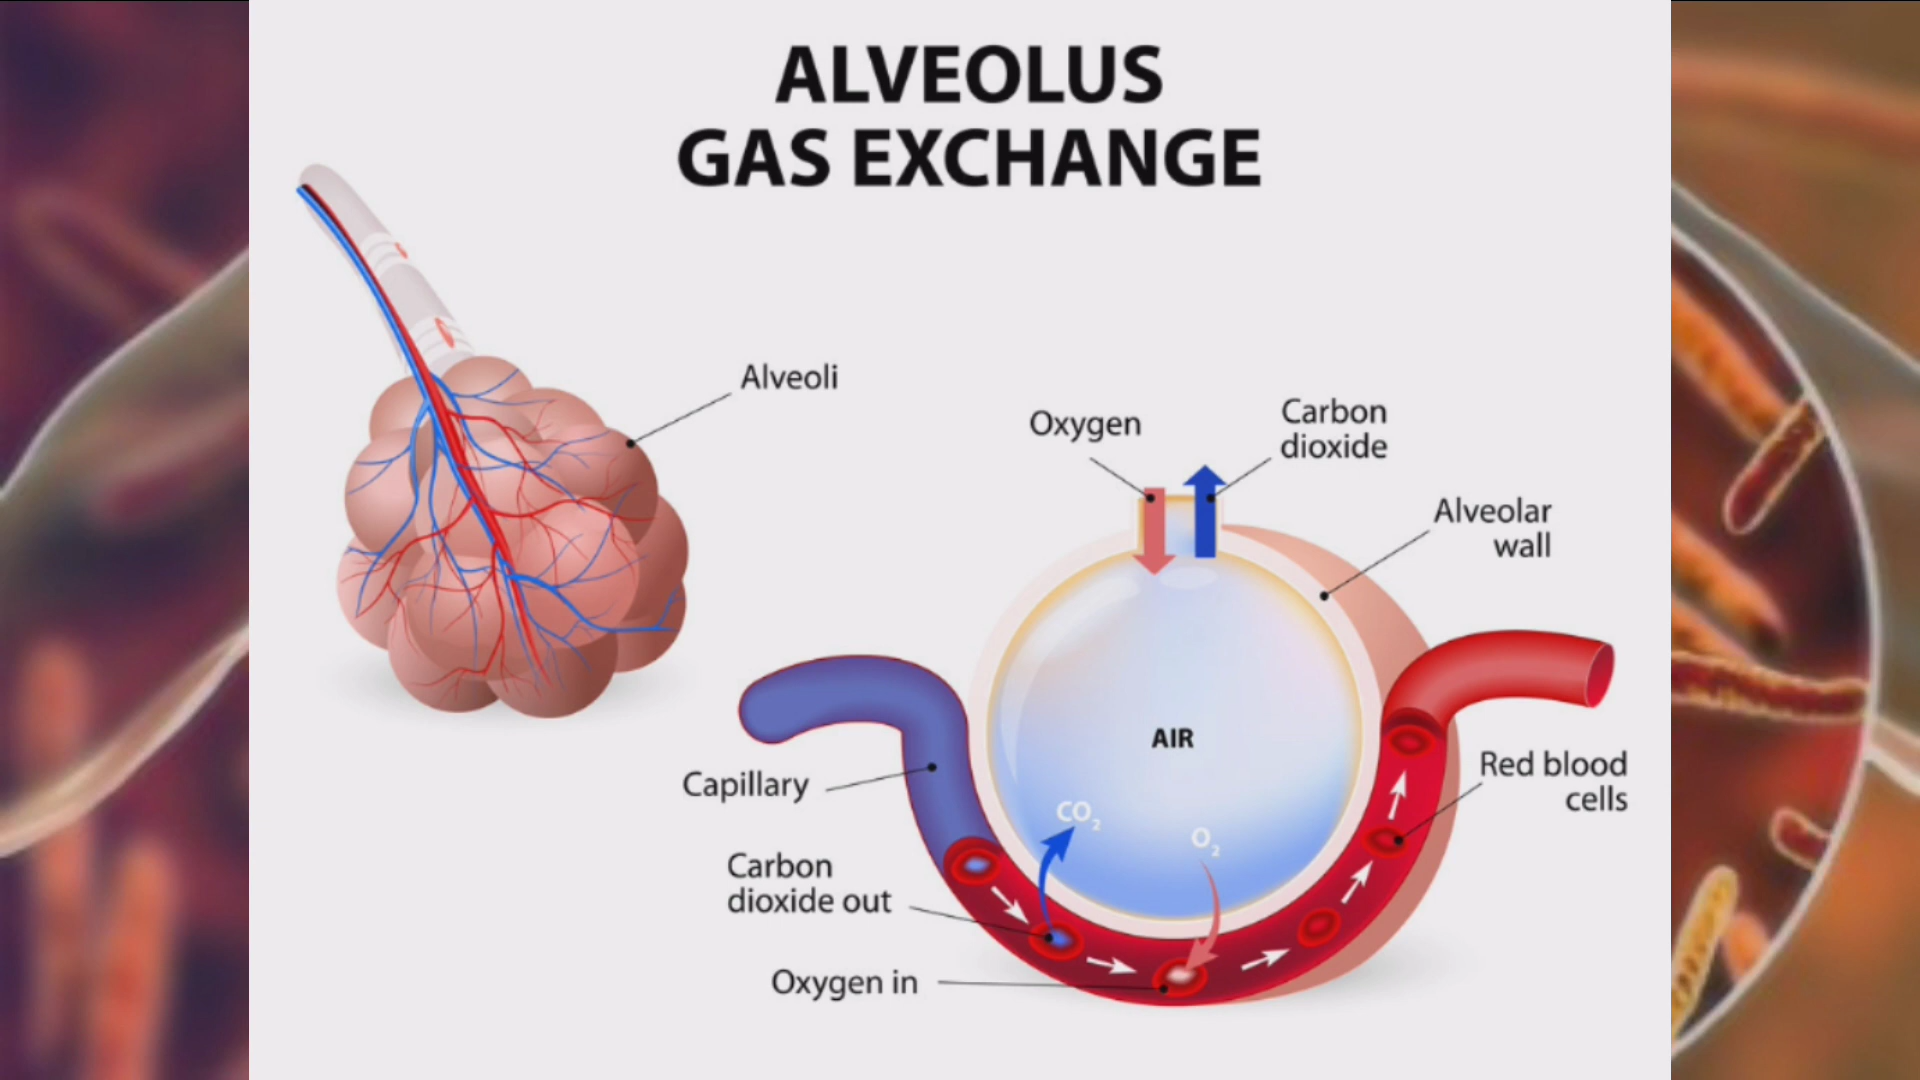 ALVEOLUS
GAS EXCHANGE
Alveoli
Oxygen
Carbon
dioxide
Alveolar
wall
AIR
Capillary
Red blood
cells
CO₂
O₂
Carbon
dioxide out
Oxygen in